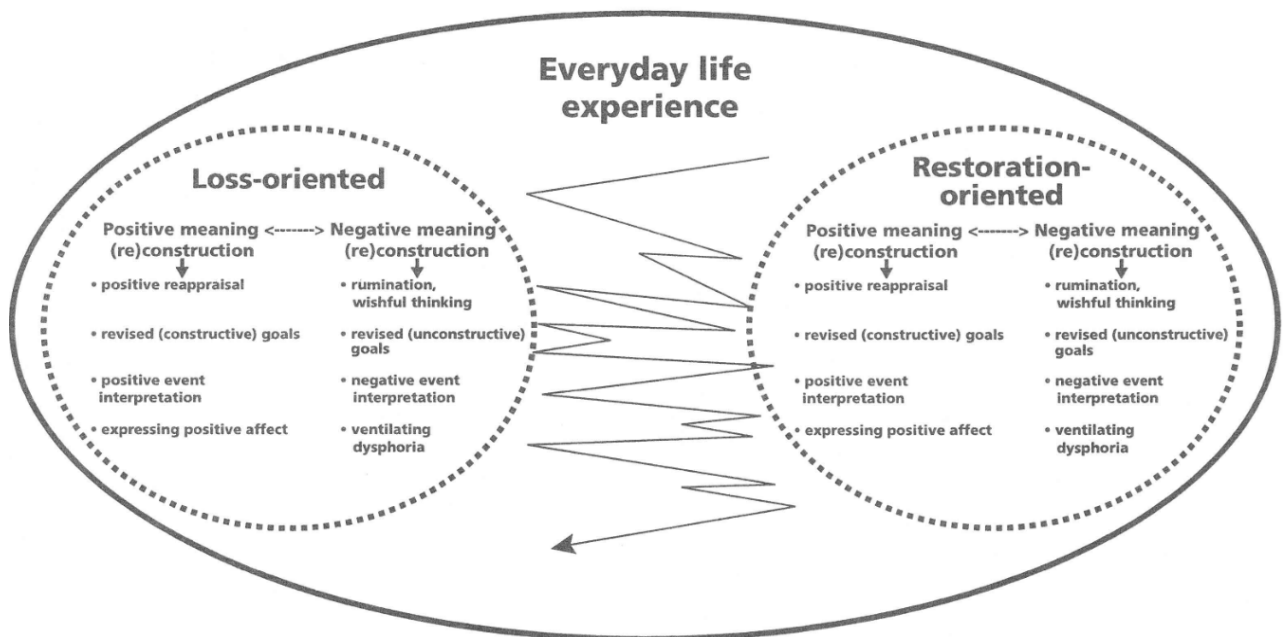 Everyday life
experience
Loss-oriented
Positive meaning <-------> Negative meaning
(re)construction (re)construction
• positive reappraisal
• revised (constructive) goals
• positive event
interpretation
• expressing positive affect
• rumination,
wishful thinking
• revised (unconstructive)
goals
• negative event
interpretation
• ventilating
dysphoria
Restoration-
oriented
Positive meaning <-------> Negative meaning
(re)construction (re)construction
• positive reappraisal
• revised (constructive) goals
• positive event
interpretation
• expressing positive affect
• rumination,
wishful thinking
• revised (unconstructive)
goals
• negative event
interpretation
• ventilating
dysphoria